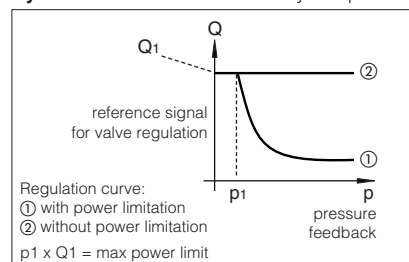 Q
Q1
②
reference signal
for valve regulation
①
Regulation curve:
① with power limitation
② without power limitation
p1
p
pressure
feedback
p1 x Q1 = max power limit